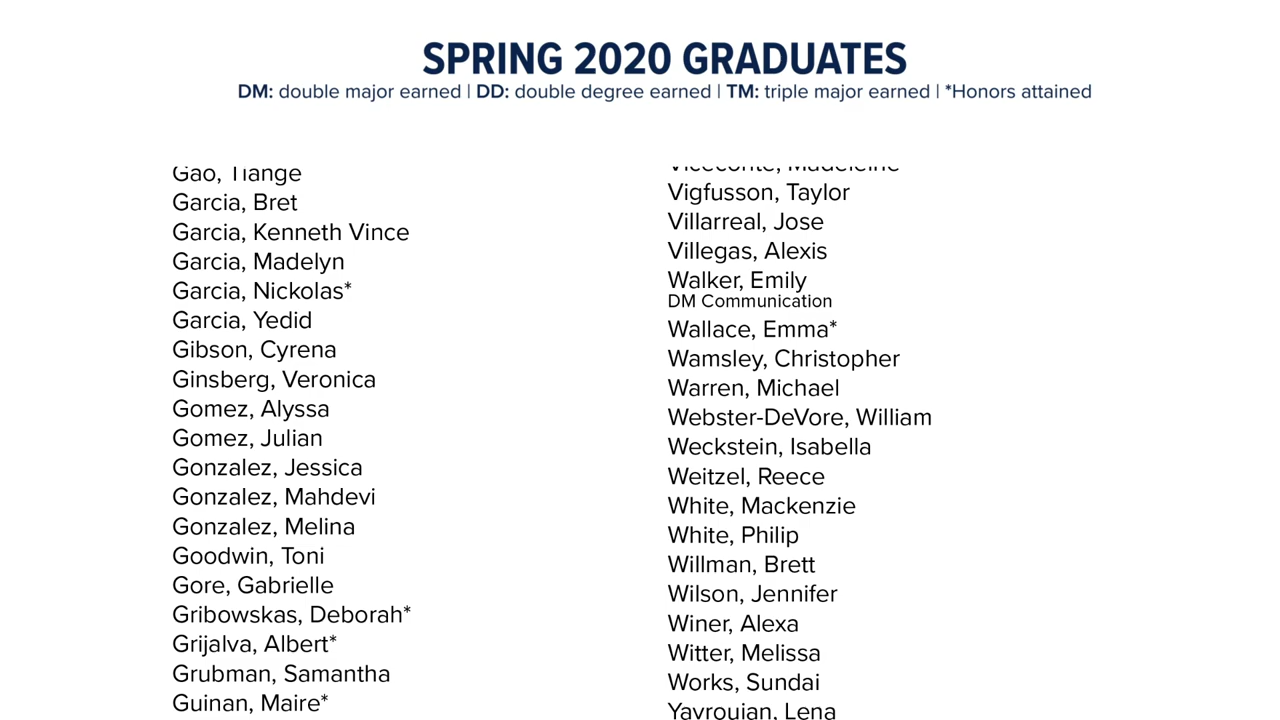 SPRING 2020 GRADUATES
DM: double major earned | DD: double degree earned | TM: triple major earned | *Honors attained
Gao, Tiange
Garcia, Bret
Garcia, Kenneth Vince
Garcia, Madelyn
Garcia, Nickolas*
Garcia, Yedid
Gibson, Cyrena
Ginsberg, Veronica
Gomez, Alyssa
Gomez, Julian
Gonzalez, Jessica
Gonzalez, Mahdevi
Gonzalez, Melina
Goodwin, Toni
Gore, Gabrielle
Gribowskas, Deborah*
Grijalva, Albert*
Grubman, Samantha
Guinan, Maire*
Viceconte, Madeleine
Vigfusson, Taylor
Villarreal, Jose
Villegas, Alexis
Walker, Emily
DM Communication
Wallace, Emma*
Wamsley, Christopher
Warren, Michael
Webster-DeVore, William
Weckstein, Isabella
Weitzel, Reece
White, Mackenzie
White, Philip
Willman, Brett
Wilson, Jennifer
Winer, Alexa
Witter, Melissa
Works, Sundai
Yavrouian, Lena